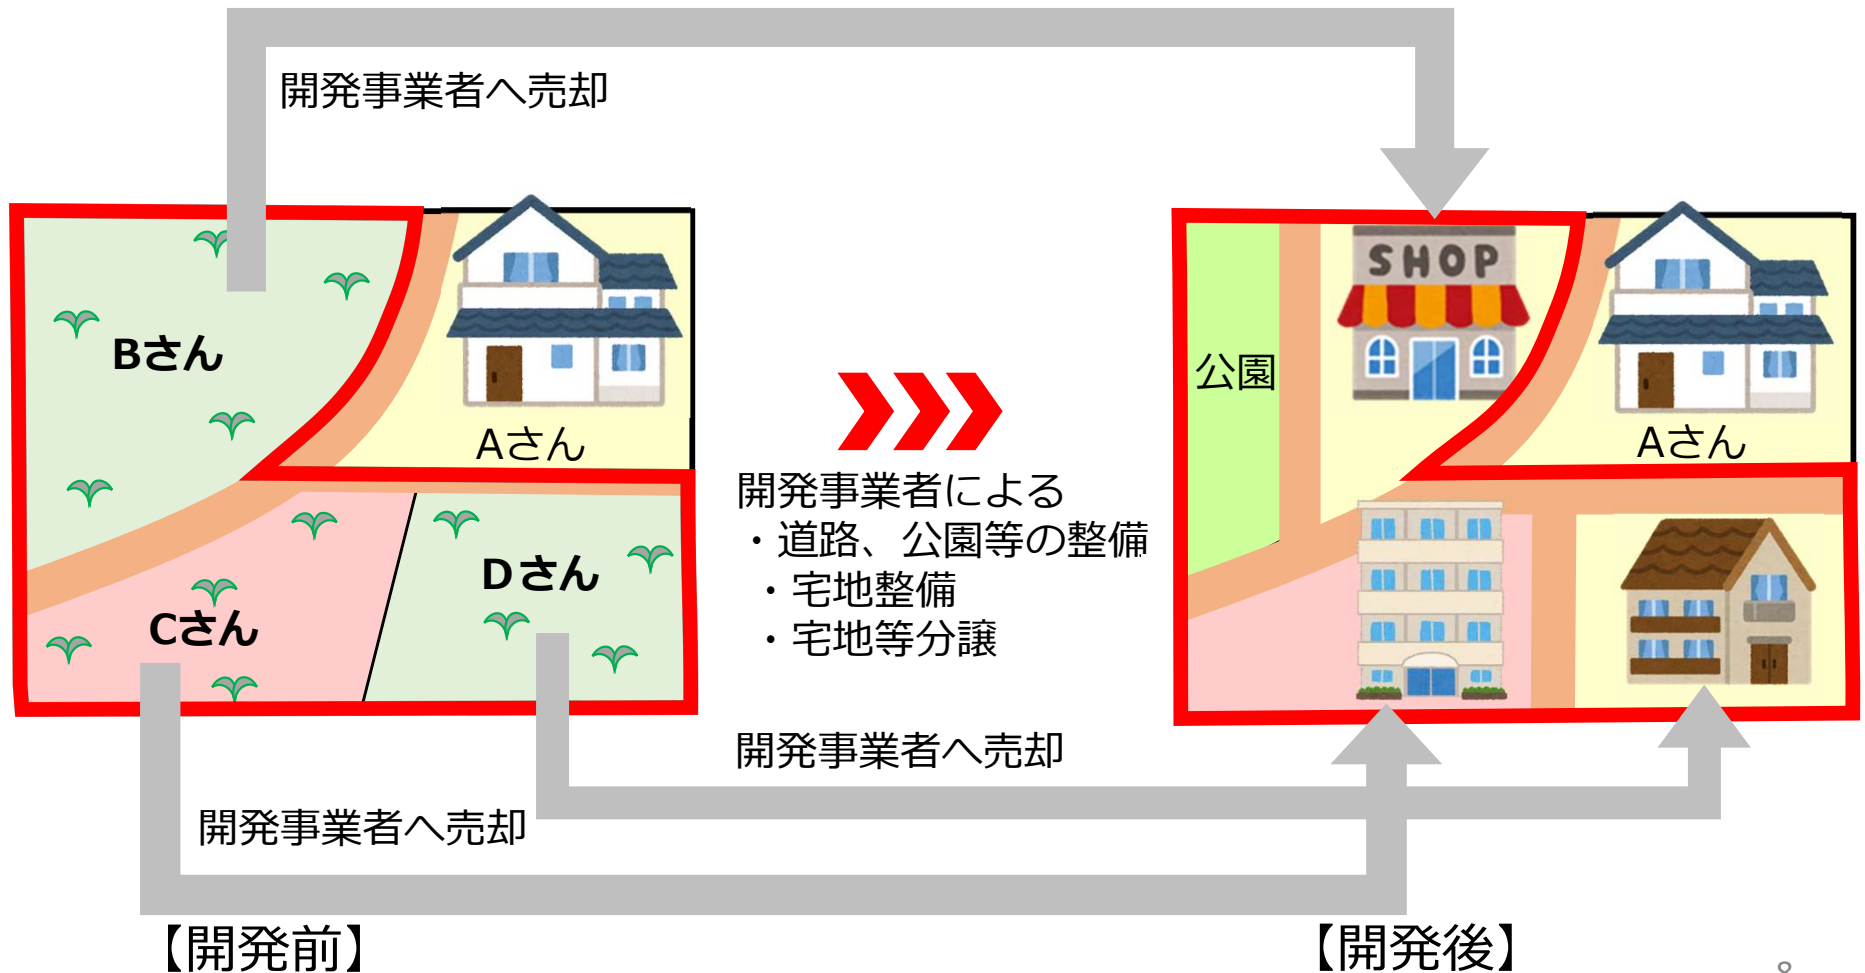 開発事業者へ売却
Bさん
Aさん
Cさん
Dさん
開発事業者による
・道路、公園等の整備
・宅地整備
・宅地等分譲
SHOP
公園
Aさん
開発事業者へ売却
開発事業者へ売却
【開発前】
【開発後】
8